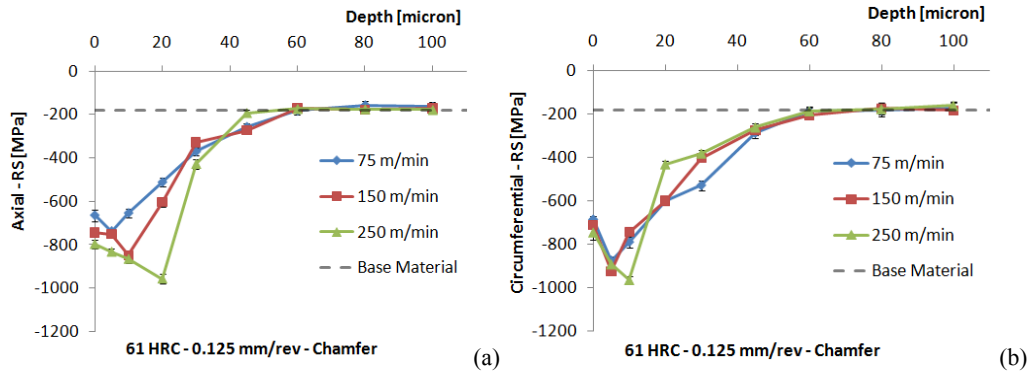 Depth [micron]
0 20 40 60 80 100
0
-200
-400
-600
-800
-1000
-1200
Axial -RS[MPa]
75 m/min
150 m/min
250 m/min
Base Material
61 HRC - 0.125 mm/rev - Chamfer
(a)
Depth [micron]
0 20 40 60 80 100
0
-200
-400
-600
-800
-1000
-1200
Circumferential -RS[MPa]
75 m/min
150 m/min
250 m/min
Base Material
61 HRC - 0.125 mm/rev - Chamfer
(b)